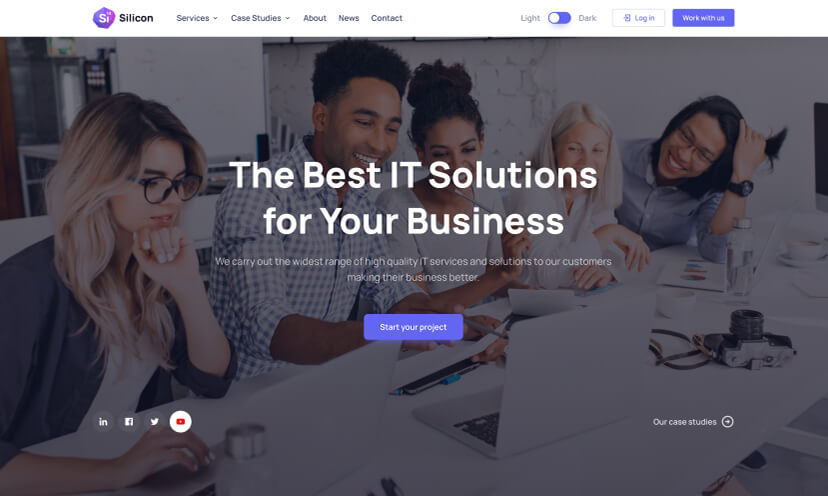 Si Silicon
Services
Case Studies
About
News
Contact
Light
Dark
Log in
Work with us
The Best IT Solutions
for Your Business
We carry out the widest range of high quality IT services and solutions to our customers
making their business better.
Start your project
in
Our case studies